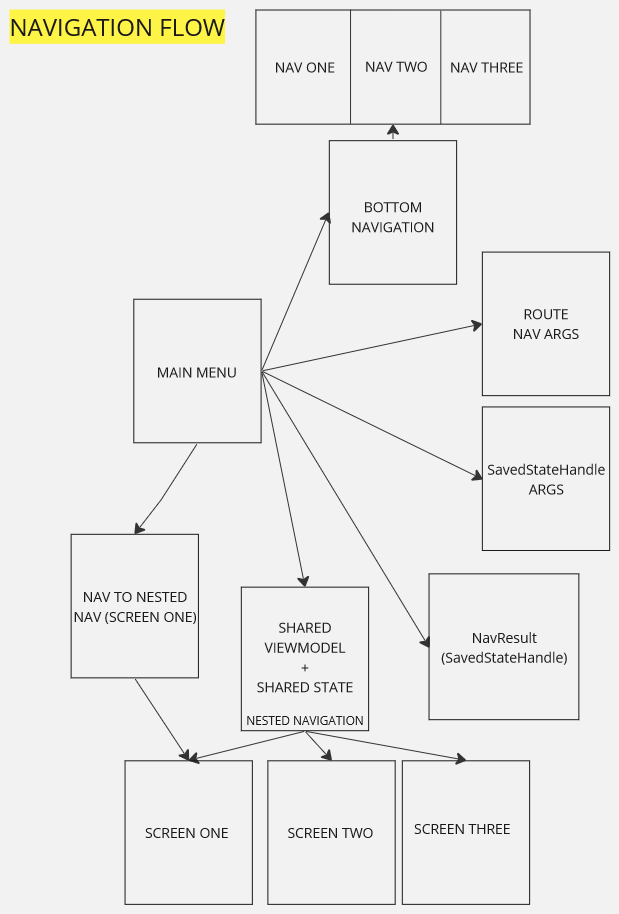 NAVIGATION FLOW
NAV ONE
NAV TWO
NAV THREE
BOTTOM
NAVIGATION
ROUTE
NAV ARGS
MAIN MENU
SavedStateHandle
ARGS
NAV TO NESTED
NAV (SCREEN ONE)
SHARED
VIEWMODEL
+
SHARED STATE
NESTED NAVIGATION
NavResult
(SavedStateHandle)
SCREEN ONE
SCREEN TWO
SCREEN THREE